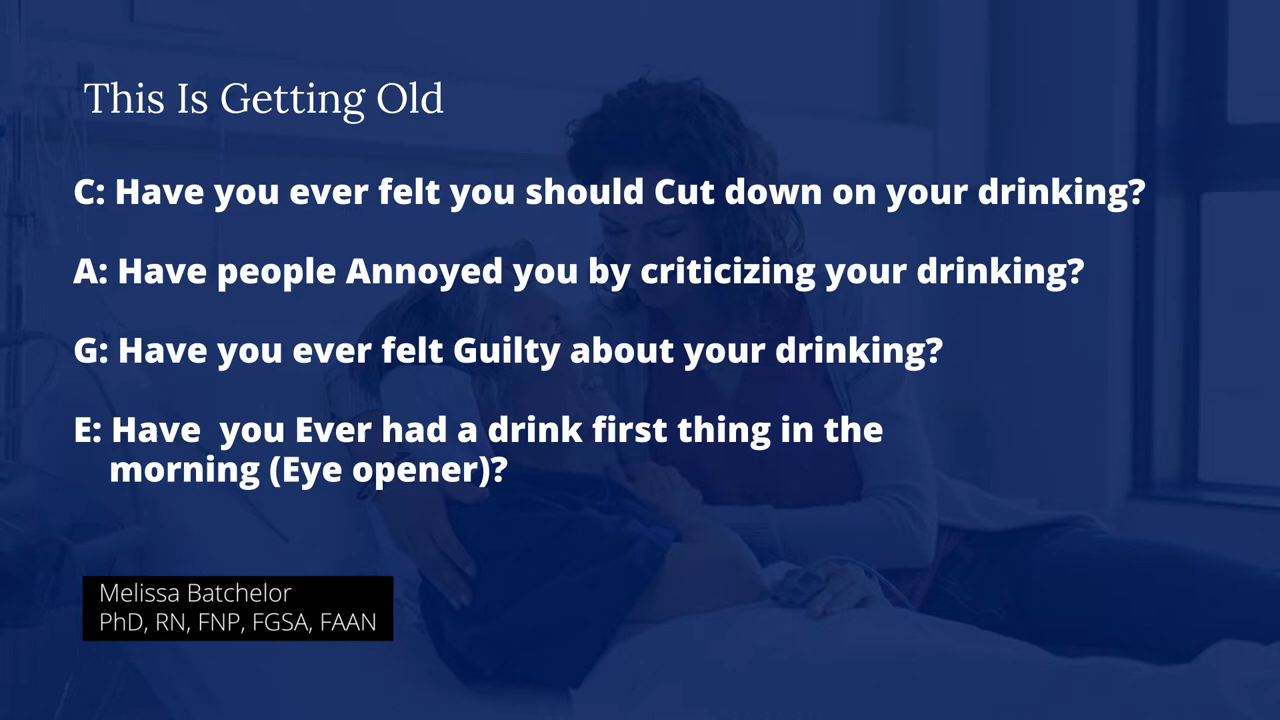 This Is Getting Old
C: Have you ever felt you should Cut down on your drinking?
A: Have people Annoyed you by criticizing your drinking?
G: Have you ever felt Guilty about your drinking?
E: Have  you Ever had a drink first thing in the
morning (Eye opener)?
Melissa Batchelor
PhD, RN, FNP, FGSA, FAAN